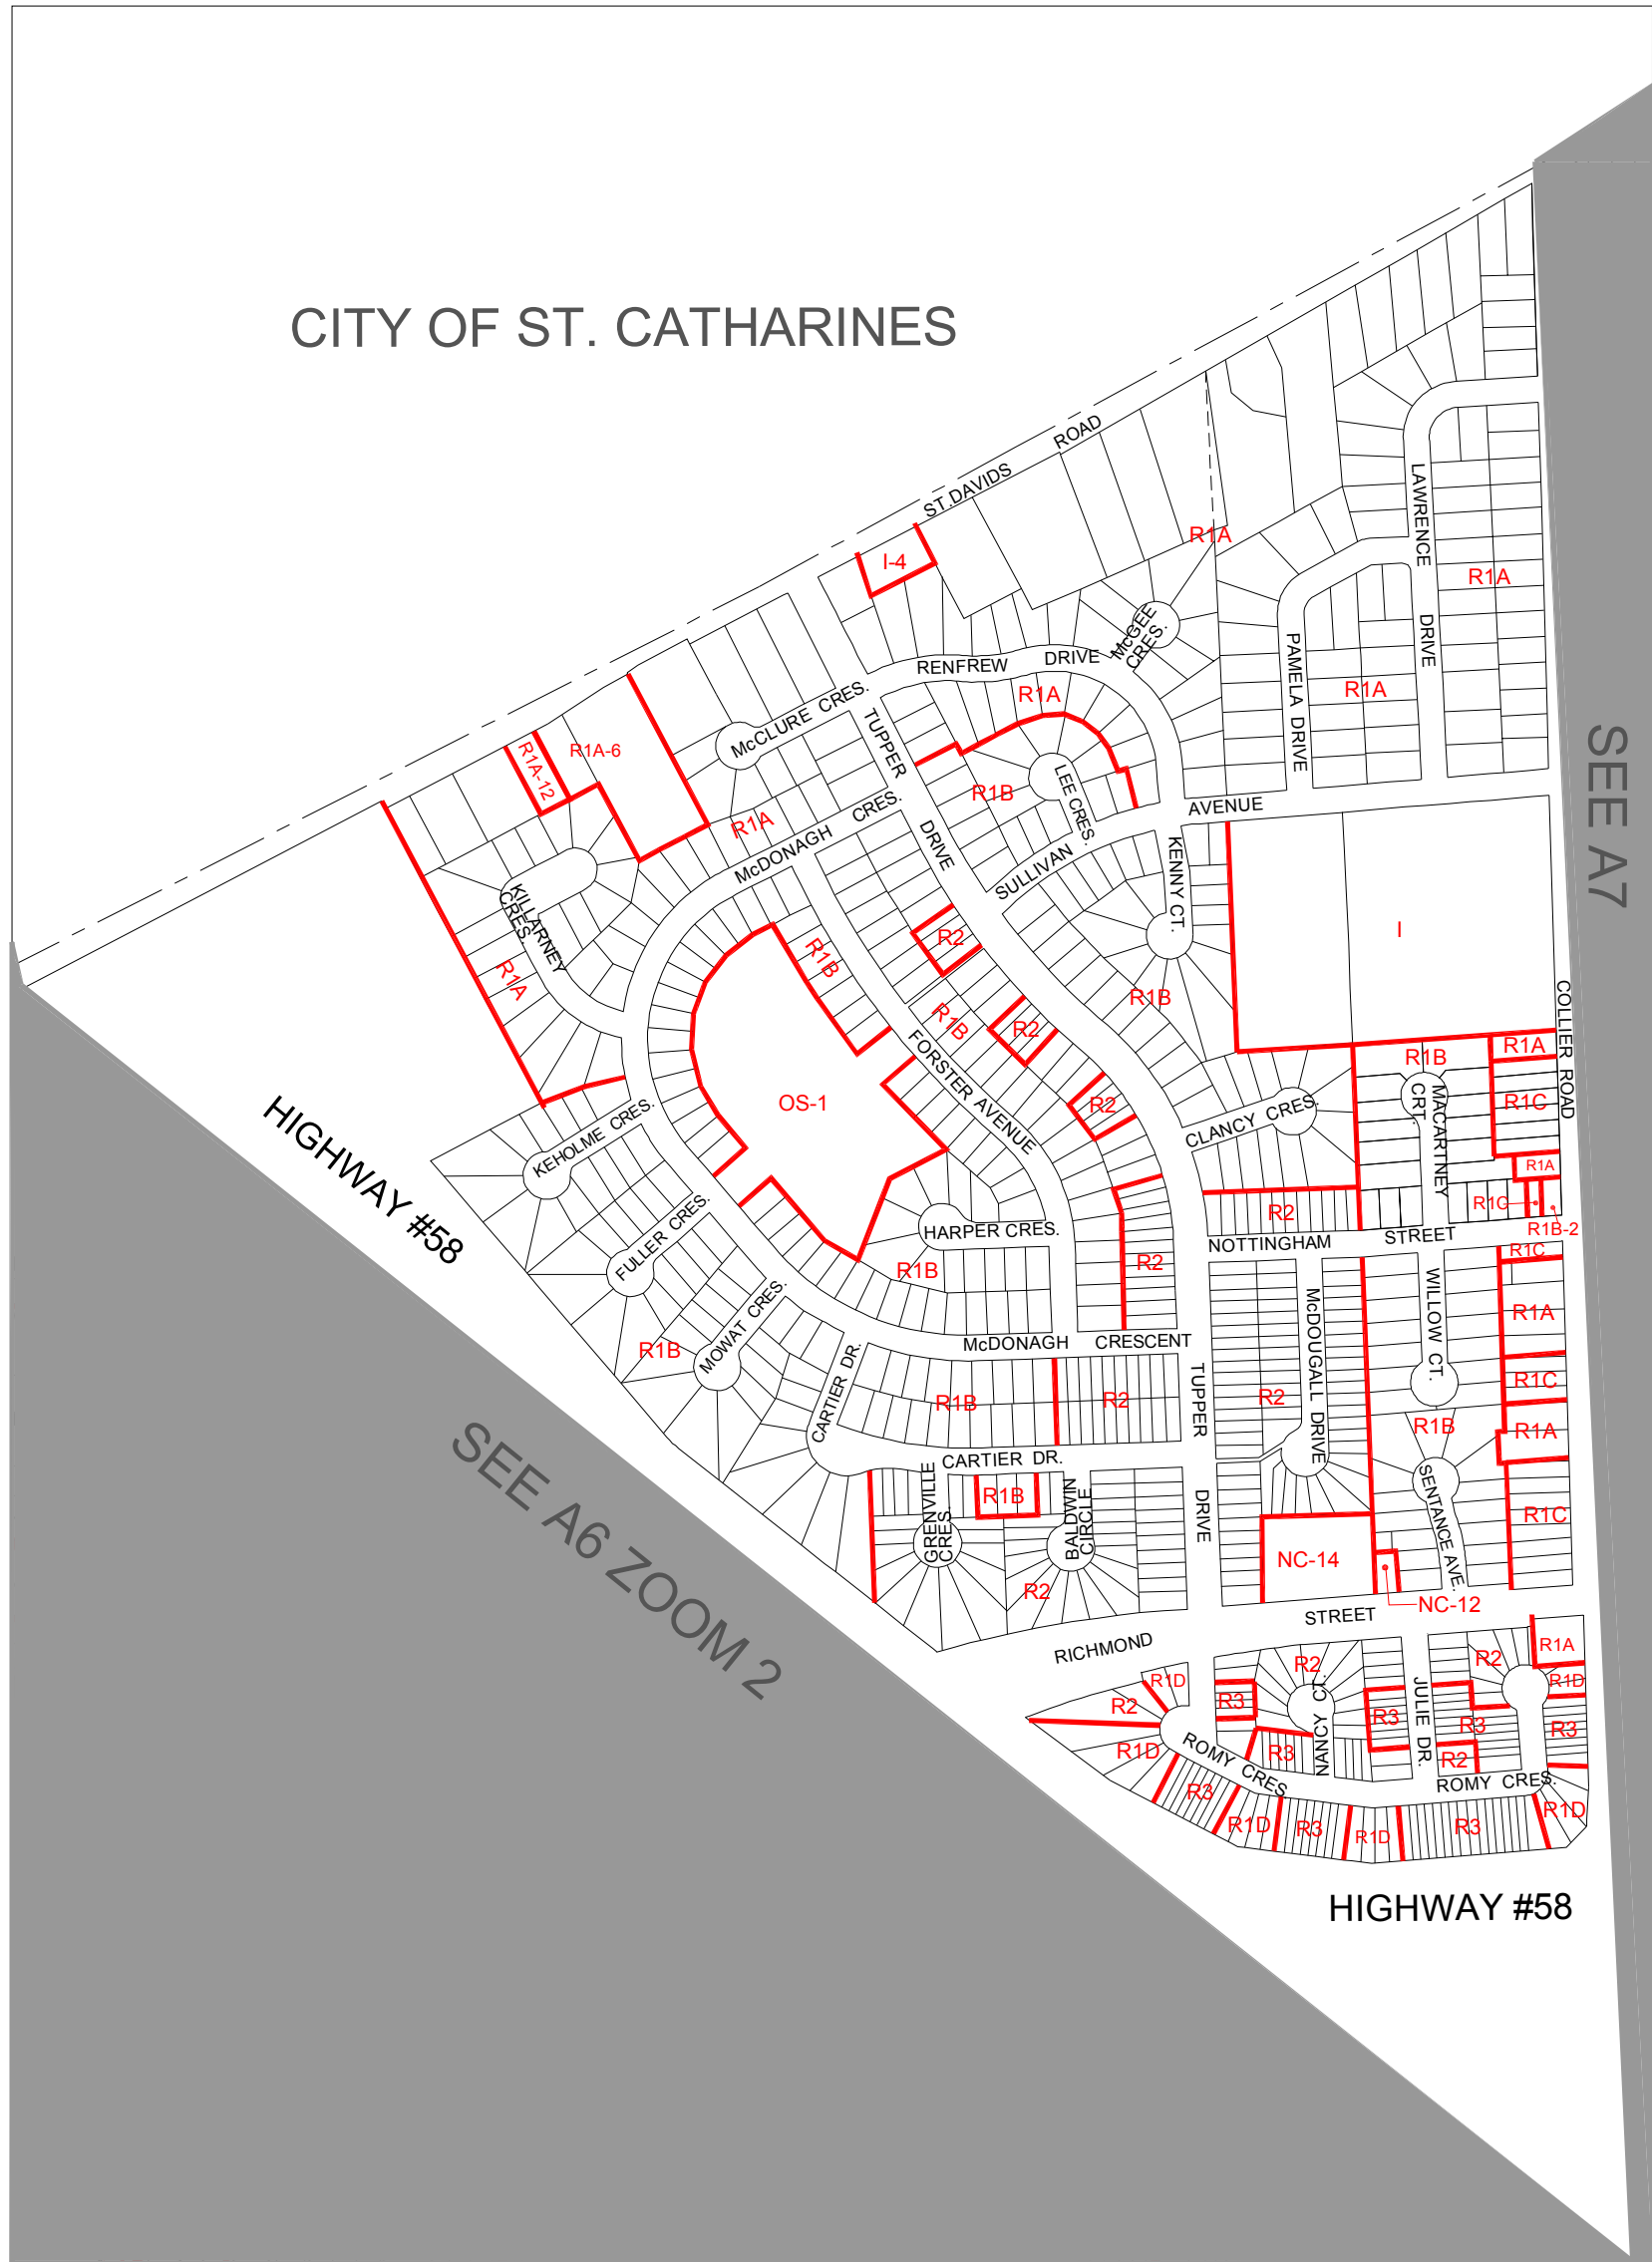 CITY OF ST. CATHARINES
ST.DAVIDS
ROAD
I-4
R1A
LAWRENCE
DRIVE
R1A
McGEE
CRES.
RENFREW
DRIVE
R1A
PAMELA DRIVE
R1A
McCLURE CRES.
TUPPER
DRIVE
R1A-12
R1A-6
R1B
LEE CRES.
SEE A7
AVENUE
SULLIVAN
KENNY CT.
R1A
McDONAGH CRES.
KILLARNEY
CRES.
R1A
R1B
R2
R1B
R2
R1B
I
COLLIER ROAD
FORSTER AVENUE
R1B
R1A
CRT.
MACARTNEY
R1C
OS-1
R2
CLANCY CRES.
HIGHWAY #58
KEHOLME CRES.
R1A
R1C
R1B-2
FULLER CRES.
HARPER CRES.
R2
NOTTINGHAM
STREET
R1C
R1B
R2
WILLOW CT.
McDOUGALL DRIVE
R1A
MOWAT CRES.
R1B
McDONAGH
CRESCENT
CARTIER DR.
TUPPER
DRIVE
R1C
R1B
R2
R2
R1B
R1A
CARTIER DR.
SEE A6 ZOOM 2
GRENVILLE
CRES.
R1B
BALDWIN
CIRCLE
R2
SENTANCE AVE.
R1C
NC-14
NC-12
RICHMOND
STREET
R1A
R2
R2
R1D
R1D
R2
R3
NANCY CT.
R3
JULIE DR.
R3
R3
R1D
ROMY CRES
R3
R2
ROMY CRES.
R3
R1D
R3
R1D
R3
R1D
HIGHWAY #58